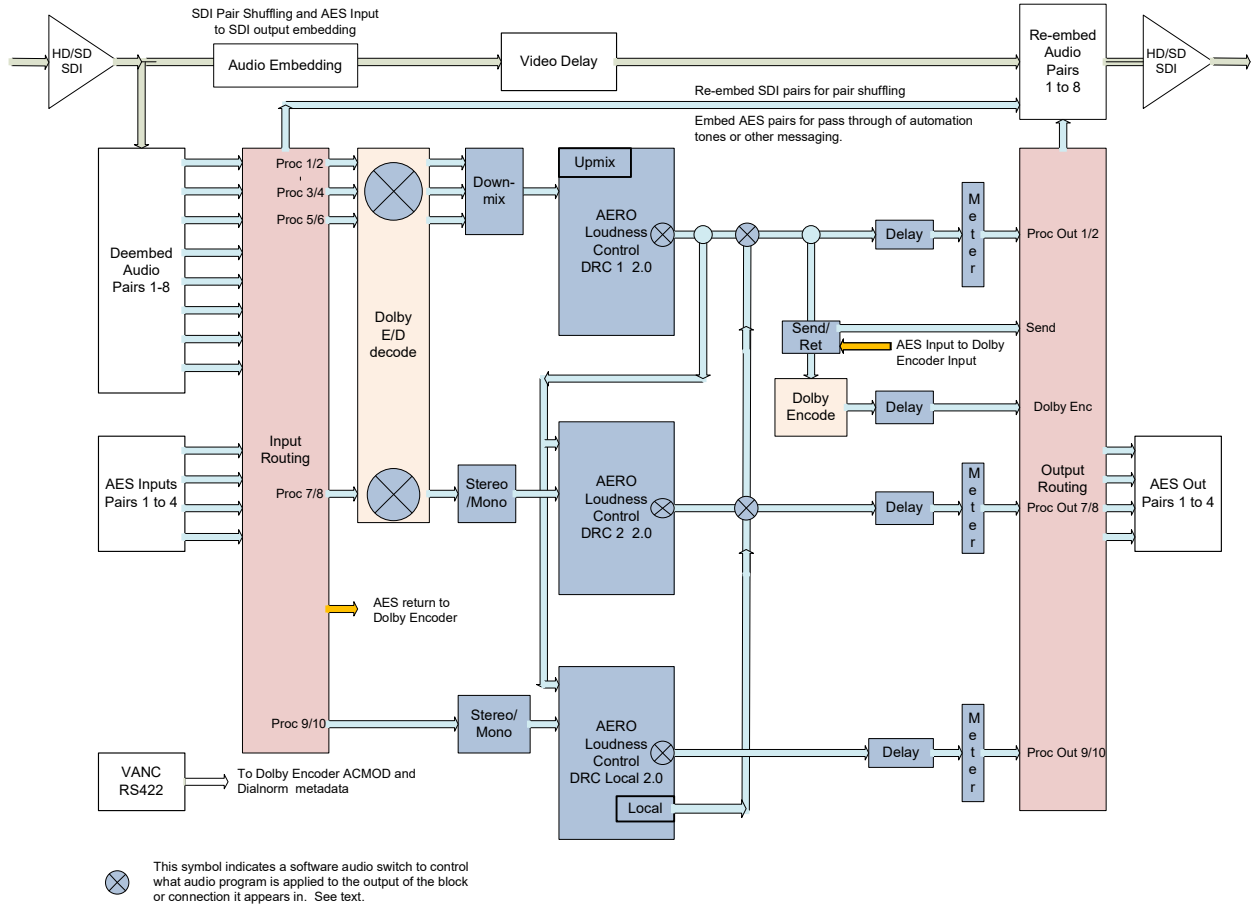 SDI Pair Shuffling and AES Input
to SDI output embedding
HD/SD
SDI
Audio Embedding
Video Delay
Re-embed
Audio
Pairs
1 to 8
HD/SD
SDI
Re-embed SDI pairs for pair shuffling
Embed AES pairs for pass through of automation
tones or other messaging.
Deembed
Audio
Pairs 1-8
Proc 1/2
Proc 3/4
Proc 5/6
Down-
mix
Upmix
AERO
Loudness
Control
DRC 1  2.0
Delay
Meter
Proc Out 1/2
Dolby
E/D
decode
Send/
Ret
Send
AES Input to Dolby
Encoder Input
Dolby
Encode
Delay
Dolby Enc
Input
Routing
AES Inputs
Pairs 1 to 4
Proc 7/8
Stereo
/Mono
AERO
Loudness
Control
DRC 2  2.0
Delay
Meter
Output
Routing
Proc Out 7/8
AES Out
Pairs 1 to 4
AES return to
Dolby Encoder
Proc 9/10
Stereo/
Mono
AERO
Loudness
Control
DRC Local 2.0
Local
Delay
Meter
Proc Out 9/10
VANC
RS422
To Dolby Encoder ACMOD and
Dialnorm metadata
This symbol indicates a software audio switch to control
what audio program is applied to the output of the block
or connection it appears in.  See text.